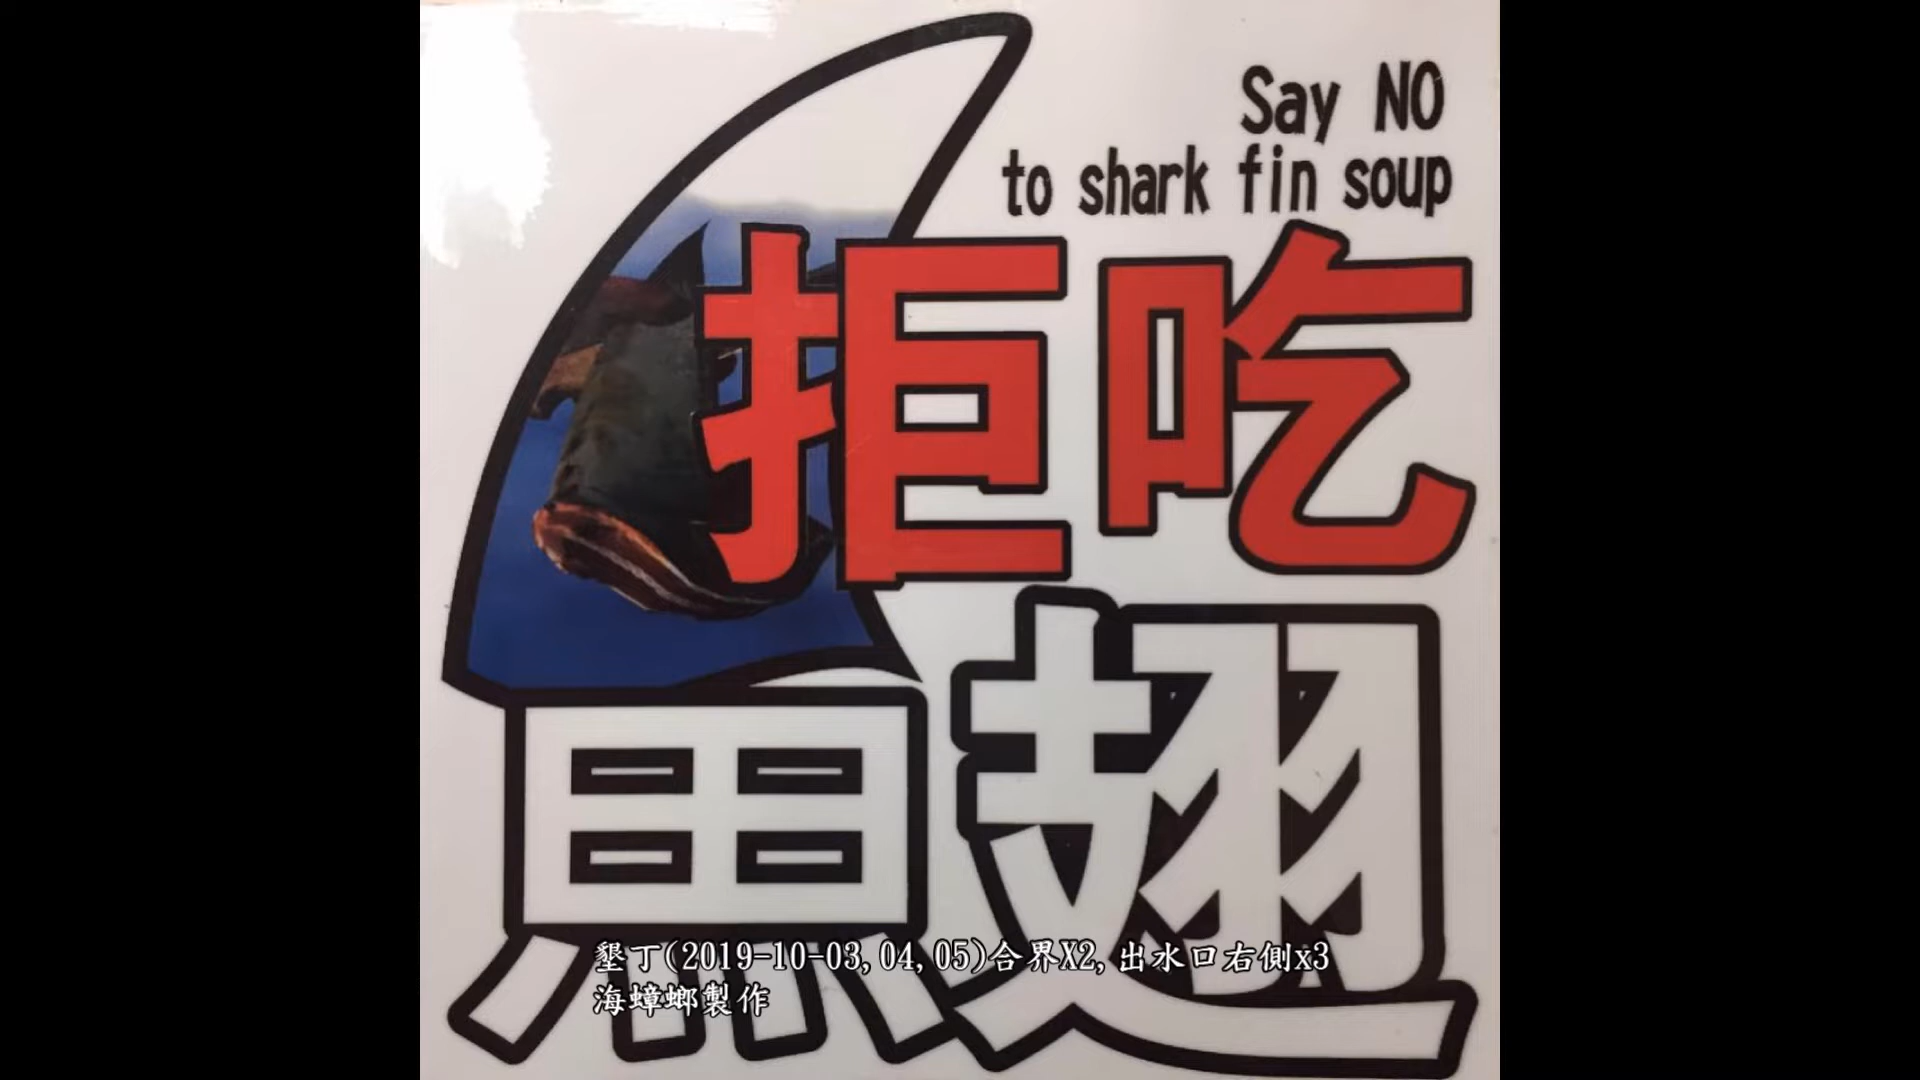 Say NO
to shark fin soup
拒吃
魚翅
墾丁(2019-10-03,04,05)合界X2,出水口右側x3
海蟑螂製作